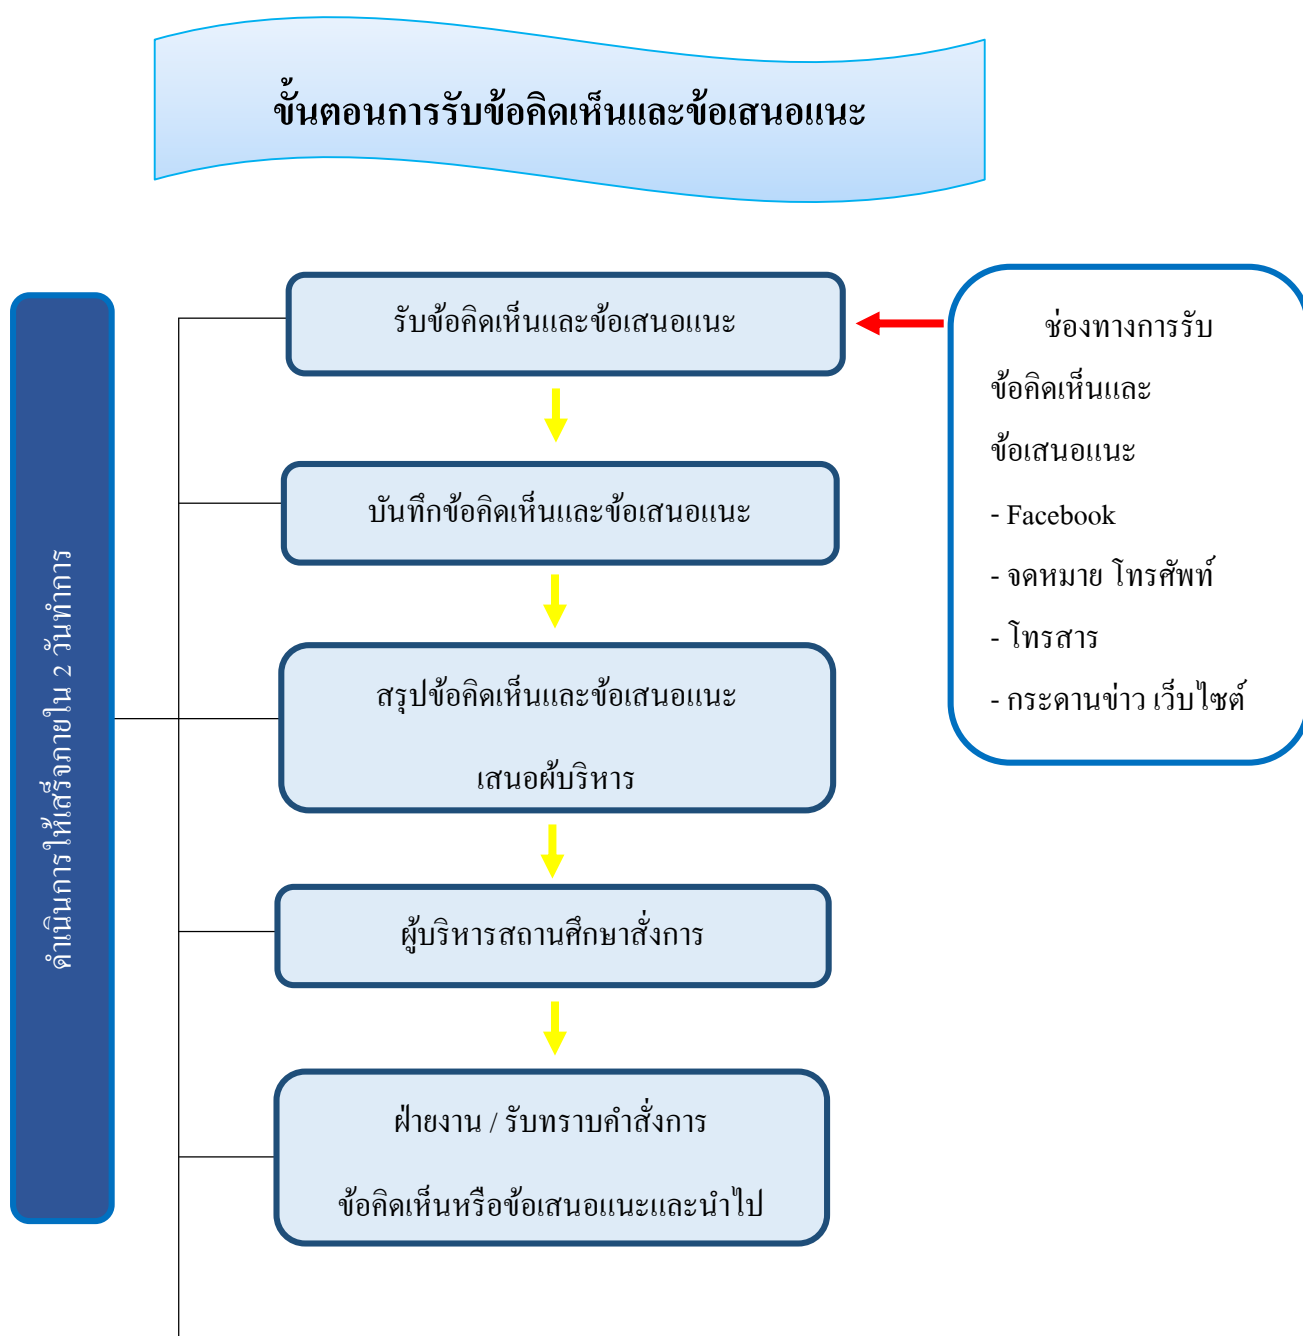 ขั้นตอนการรับข้อคิดเห็นและข้อเสนอแนะ
รับข้อคิดเห็นและข้อเสนอแนะ
บันทึกข้อคิดเห็นและข้อเสนอแนะ
สรุปข้อคิดเห็นและข้อเสนอแนะ
เสนอผู้บริหาร
ผู้บริหารสถานศึกษาสั่งการ
ฝ่ายงาน / รับทราบคำสั่งการ
ข้อคิดเห็นหรือข้อเสนอแนะและนำไป
ช่องทางการรับ
ข้อคิดเห็นและ
ข้อเสนอแนะ
- Facebook
- จดหมาย โทรศัพท์
- โทรสาร
- กระดานข่าว เว็บไซต์
ดำเนินการให้เสร็จภายใน 2 วันทำการ